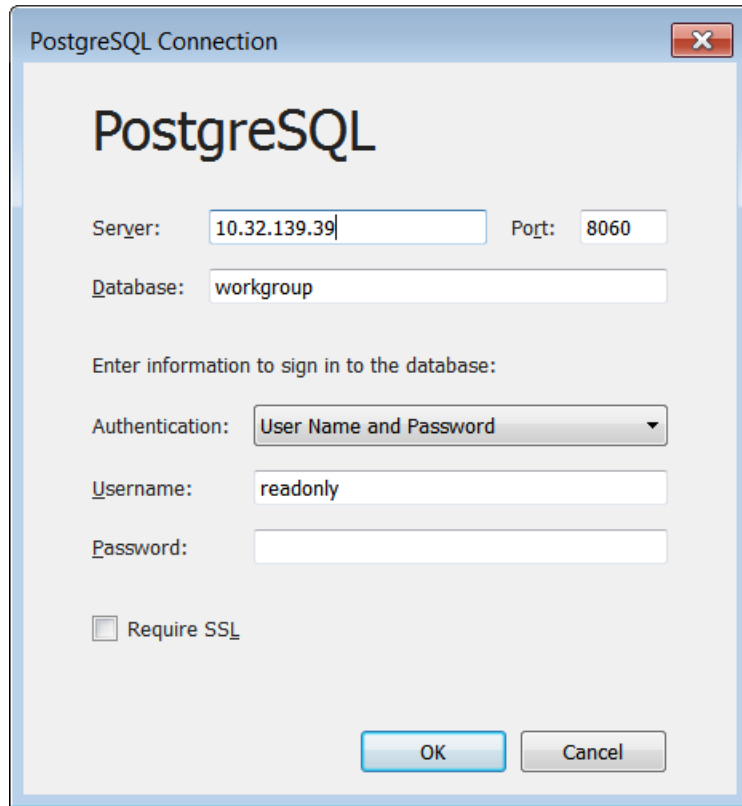 PostgreSQL Connection
PostgreSQL
Server: 10.32.139.39 Port: 8060
Database: workgroup
Enter information to sign in to the database:
Authentication: User Name and Password
Username: readonly
Password:
Require SSL
OK Cancel